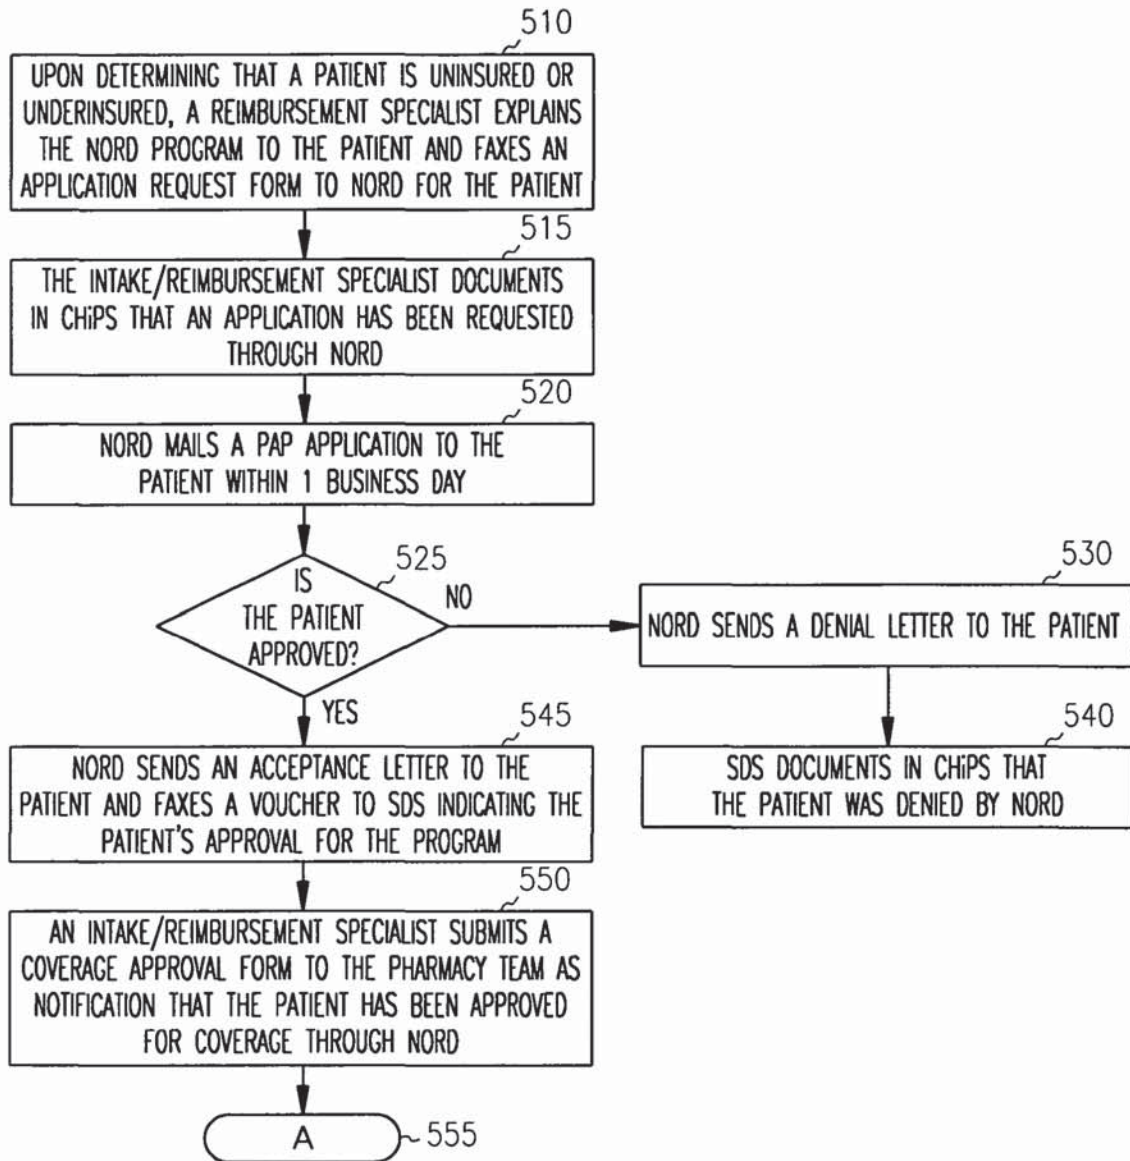 510
UPON DETERMINING THAT A PATIENT IS UNINSURED OR
UNDERINSURED, A REIMBURSEMENT SPECIALIST EXPLAINS
THE NORD PROGRAM TO THE PATIENT AND FAXES AN
APPLICATION REQUEST FORM TO NORD FOR THE PATIENT
515
THE INTAKE/REIMBURSEMENT SPECIALIST DOCUMENTS
IN CHiPS THAT AN APPLICATION HAS BEEN REQUESTED
THROUGH NORD
520
NORD MAILS A PAP APPLICATION TO THE
PATIENT WITHIN 1 BUSINESS DAY
525
IS
THE PATIENT
APPROVED?
NO
530
NORD SENDS A DENIAL LETTER TO THE PATIENT
540
SDS DOCUMENTS IN CHiPS THAT
THE PATIENT WAS DENIED BY NORD
YES
545
NORD SENDS AN ACCEPTANCE LETTER TO THE
PATIENT AND FAXES A VOUCHER TO SDS INDICATING THE
PATIENT'S APPROVAL FOR THE PROGRAM
550
AN INTAKE/REIMBURSEMENT SPECIALIST SUBMITS A
COVERAGE APPROVAL FORM TO THE PHARMACY TEAM AS
NOTIFICATION THAT THE PATIENT HAS BEEN APPROVED
FOR COVERAGE THROUGH NORD
A
555